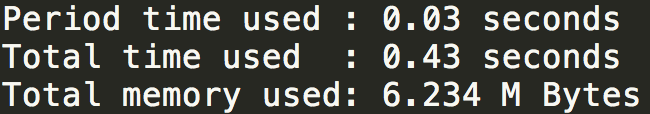 Period time used : 0.03 seconds
Total time used  : 0.43 seconds
Total memory used: 6.234 M Bytes